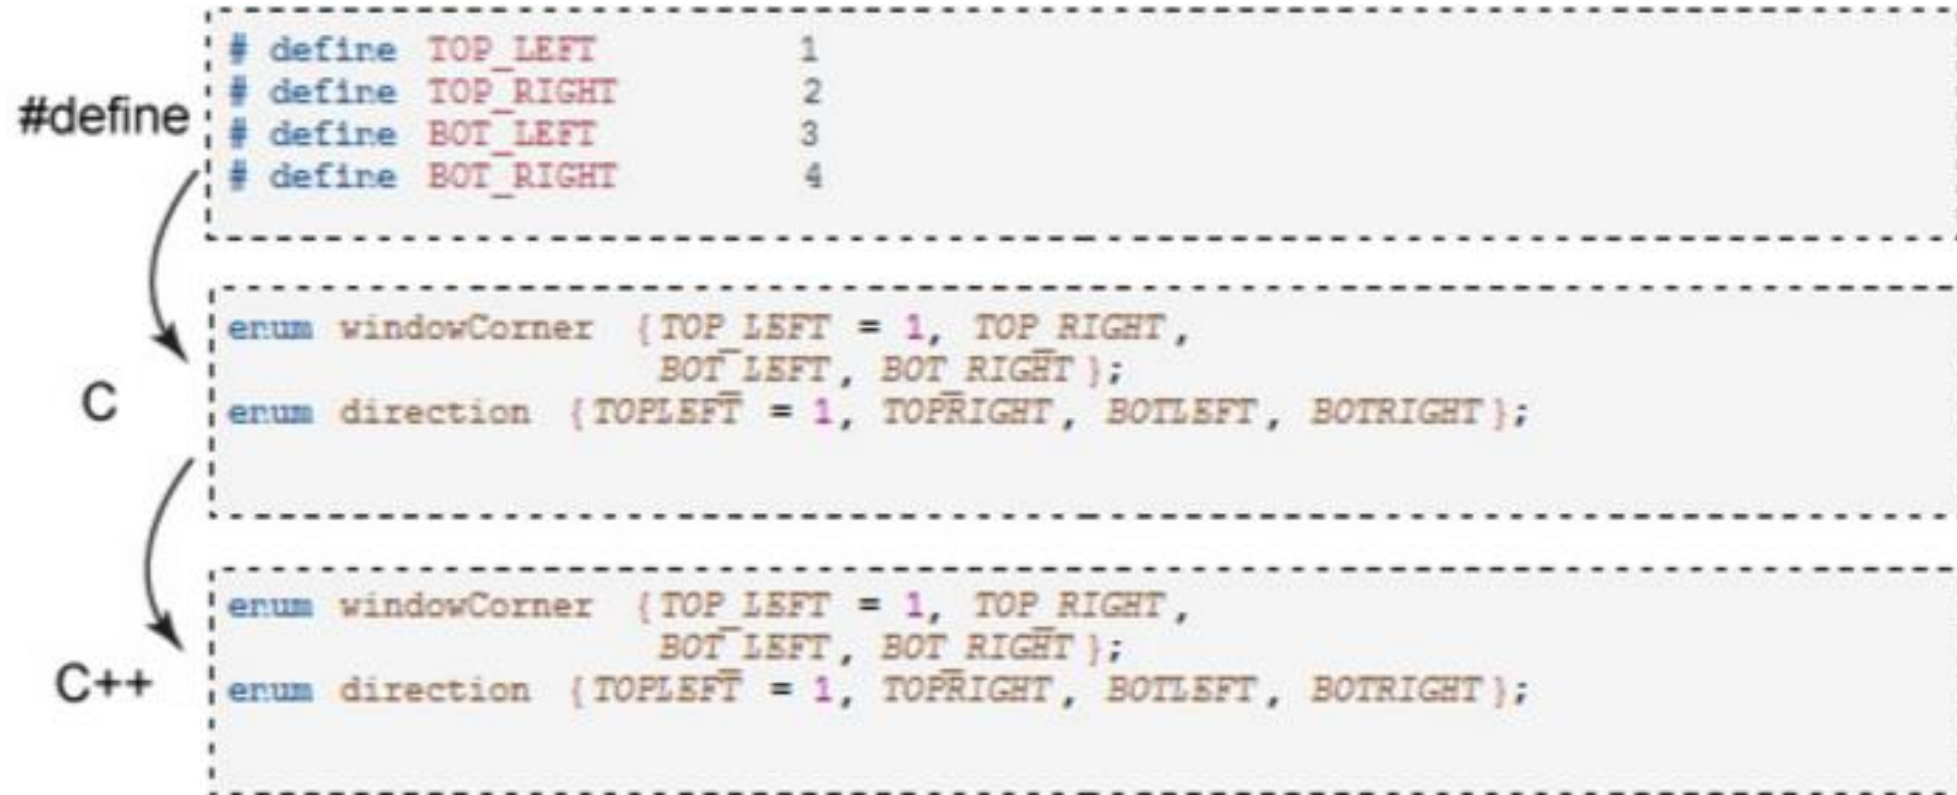 #define
# define TOP_LEFT 1
# define TOP_RIGHT 2
# define BOT_LEFT 3
# define BOT_RIGHT 4
C
enum windowCorner {TOP_LEFT = 1, TOP_RIGHT,
BOT_LEFT, BOT_RIGHT};
enum direction {TOPLEFT = 1, TOPRIGHT, BOTLEFT, BOTRIGHT};
C++
enum windowCorner {TOP_LEFT = 1, TOP_RIGHT,
BOT_LEFT, BOT_RIGHT};
enum direction {TOPLEFT = 1, TOPRIGHT, BOTLEFT, BOTRIGHT};